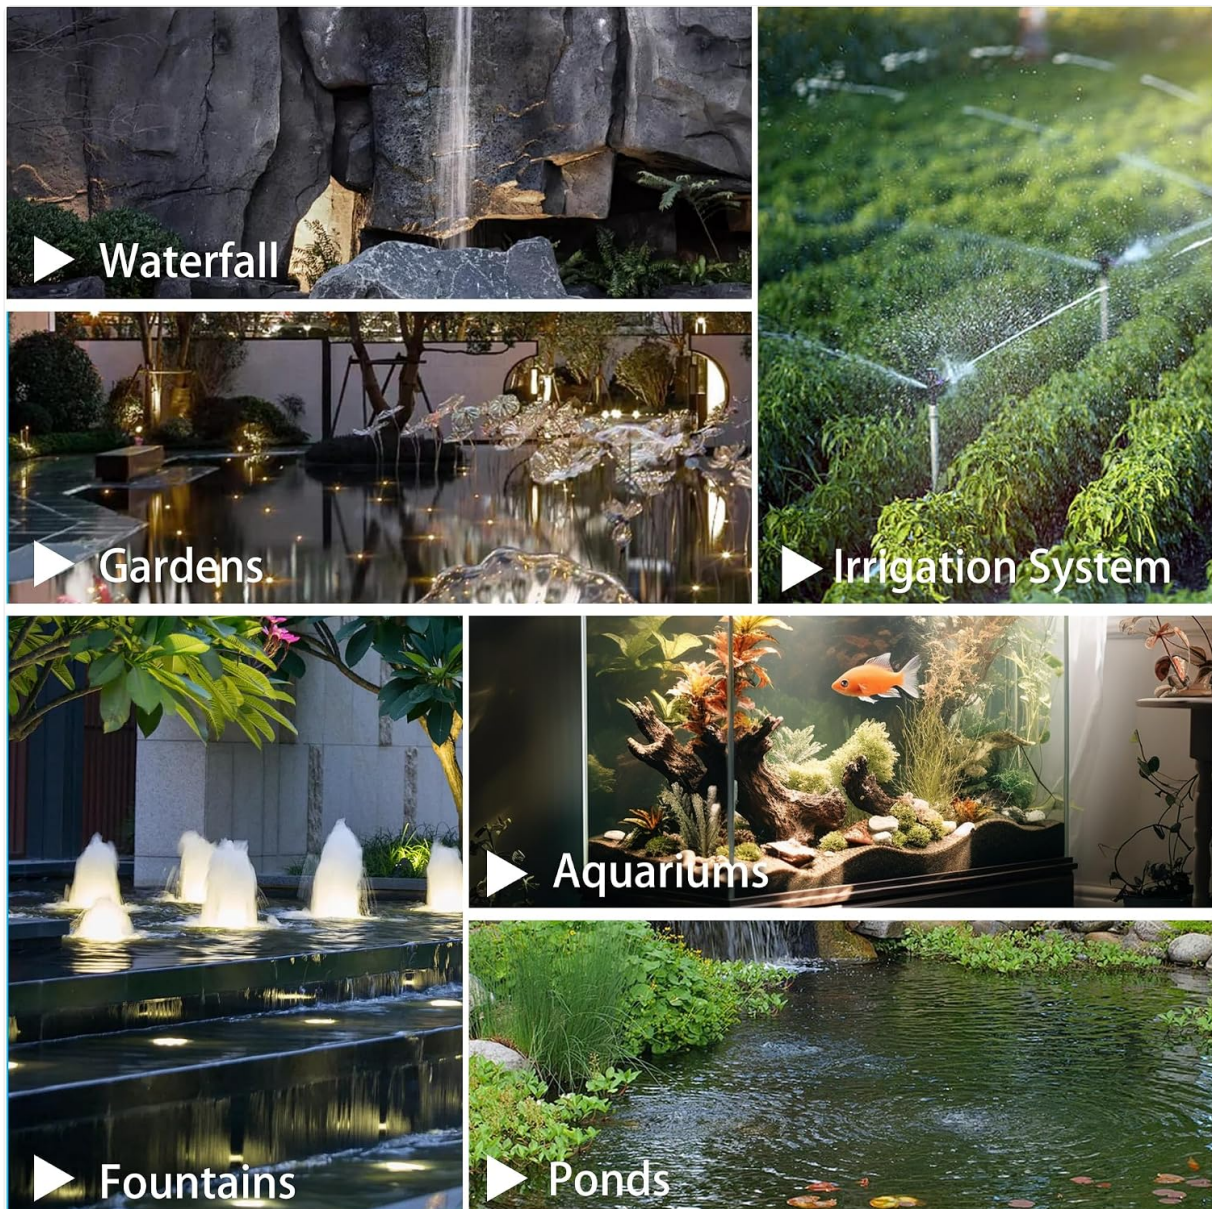 Waterfall
Gardens
Irrigation System
Fountains
Aquariums
Ponds